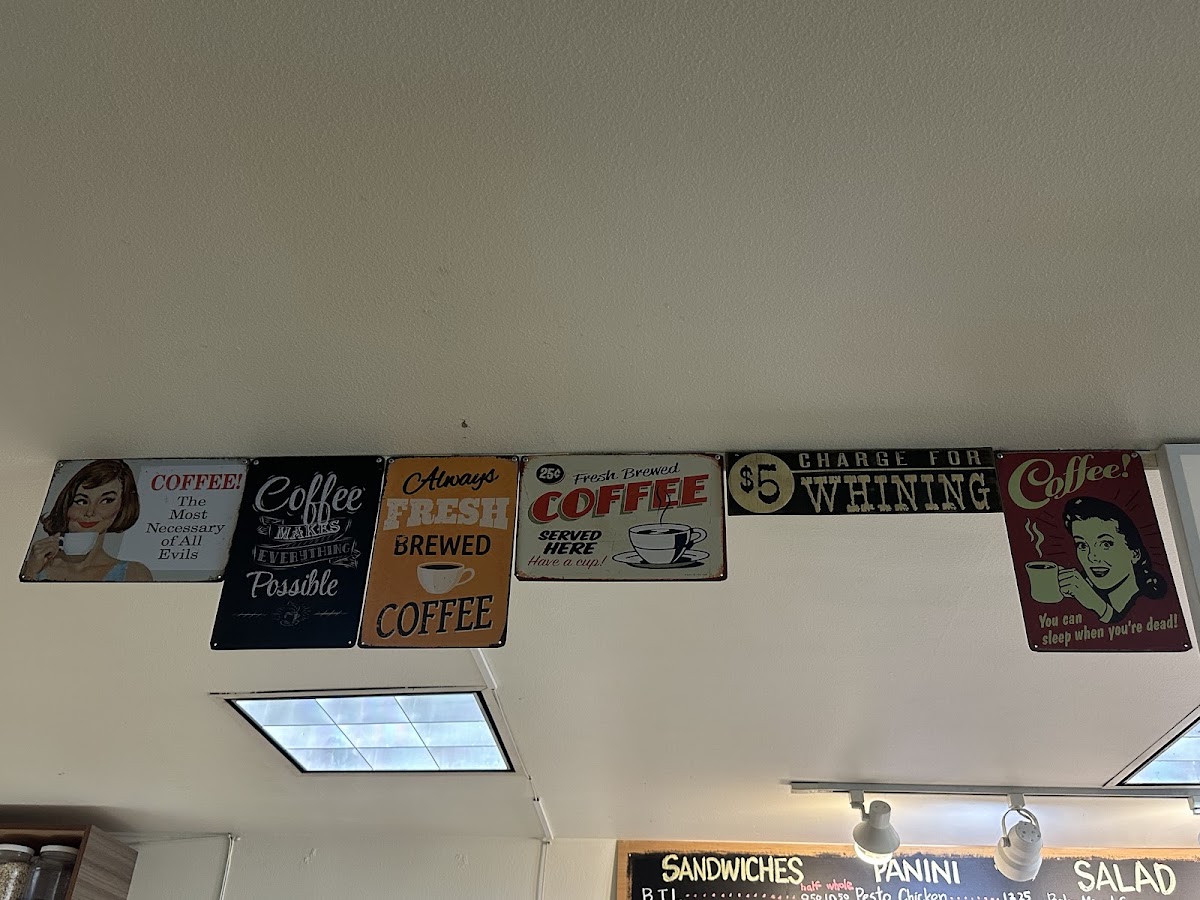 COFFEE!
The
Most
Necessary
of All
Evils
Coffee
MAKES
EVERYTHING
Possible
Always
FRESH
BREWED
COFFEE
25¢
Fresh Brewed
COFFEE
SERVED
HERE
Have a cup!
$5
CHARGE FOR
WHINING
Coffee!
You can
sleep when you're dead!
SANDWICHES
half whole
PANINI
Pesto Chicken.......13.25
SALAD